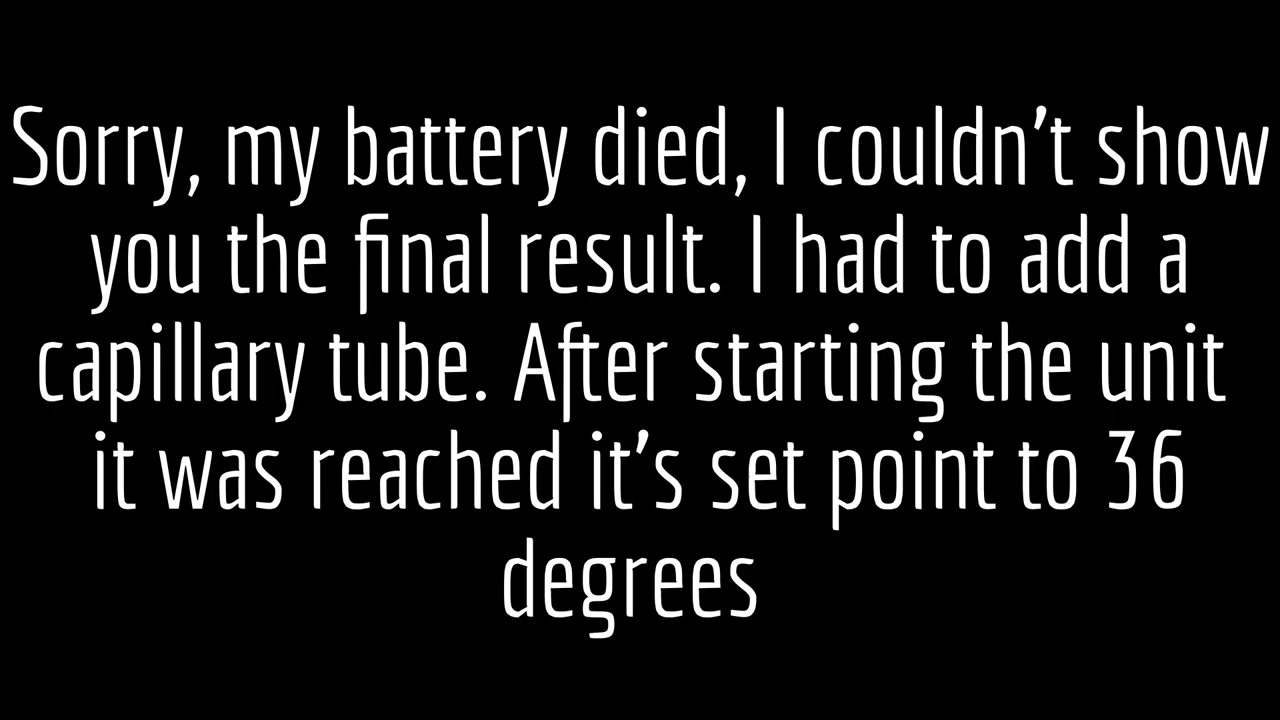 Sorry, my battery died, I couldn't show
you the final result. I had to add a
capillary tube. After starting the unit
it was reached it's set point to 36
degrees